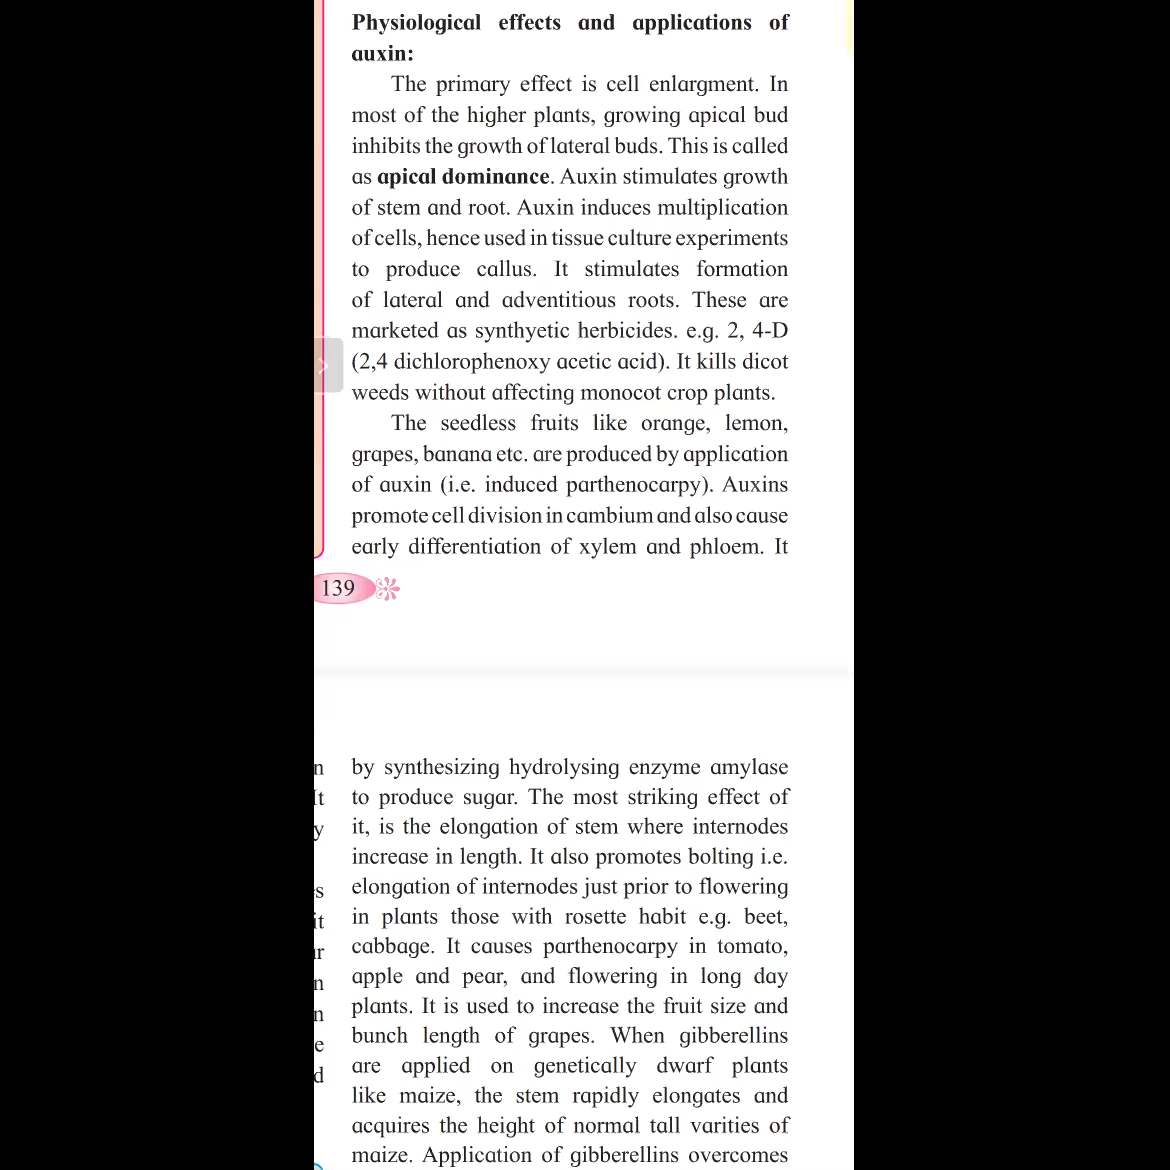 Physiological effects and applications of
auxin:
The primary effect is cell enlargment. In
most of the higher plants, growing apical bud
inhibits the growth of lateral buds. This is called
as apical dominance. Auxin stimulates growth
of stem and root. Auxin induces multiplication
of cells, hence used in tissue culture experiments
to produce callus. It stimulates formation
of lateral and adventitious roots. These are
marketed as synthyetic herbicides. e.g. 2, 4-D
(2,4 dichlorophenoxy acetic acid). It kills dicot
weeds without affecting monocot crop plants.
The seedless fruits like orange, lemon,
grapes, banana etc. are produced by application
of auxin (i.e. induced parthenocarpy). Auxins
promote cell division in cambium and also cause
early differentiation of xylem and phloem. It
139
by synthesizing hydrolysing enzyme amylase
to produce sugar. The most striking effect of
it, is the elongation of stem where internodes
increase in length. It also promotes bolting i.e.
elongation of internodes just prior to flowering
in plants those with rosette habit e.g. beet,
cabbage. It causes parthenocarpy in tomato,
apple and pear, and flowering in long day
plants. It is used to increase the fruit size and
bunch length of grapes. When gibberellins
are applied on genetically dwarf plants
like maize, the stem rapidly elongates and
acquires the height of normal tall varities of
maize. Application of gibberellins overcomes